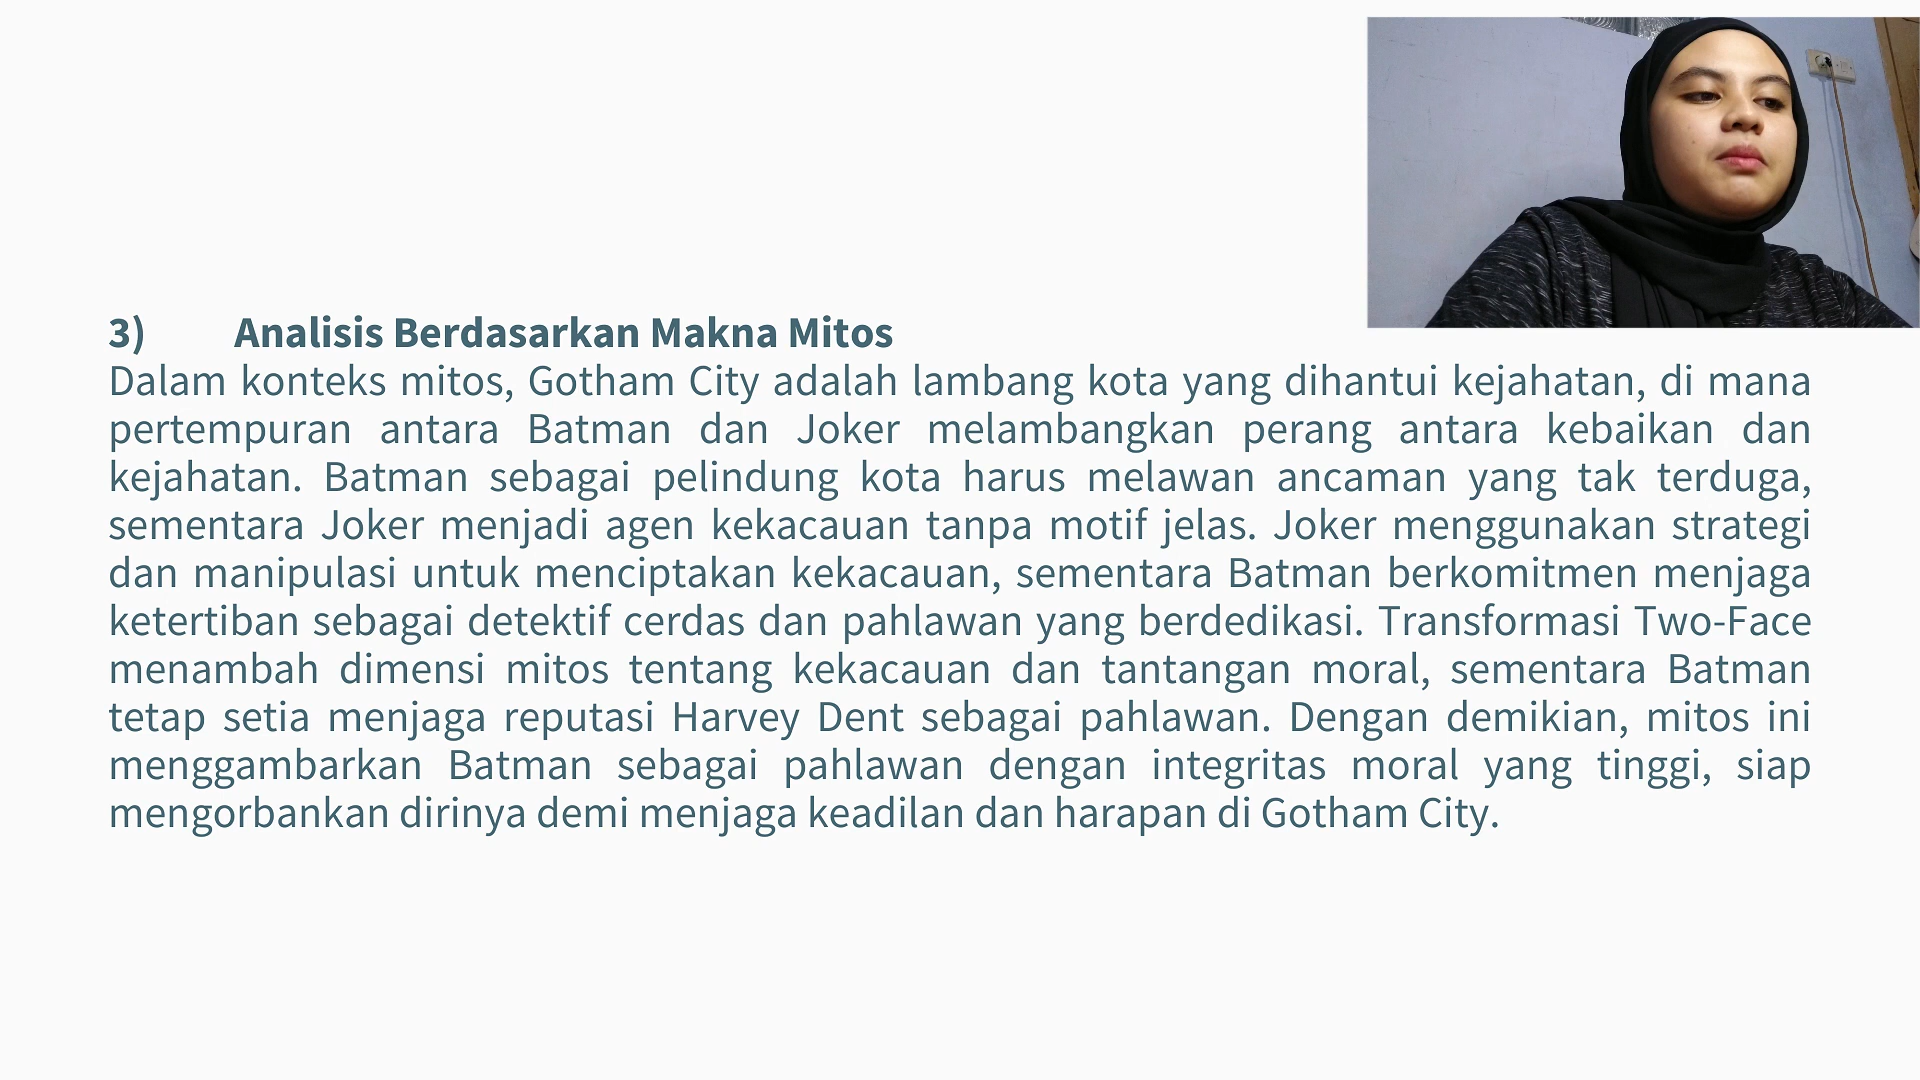 3) Analisis Berdasarkan Makna Mitos
Dalam konteks mitos, Gotham City adalah lambang kota yang dihantui kejahatan, di mana
pertempuran antara Batman dan Joker melambangkan perang antara kebaikan dan
kejahatan. Batman sebagai pelindung kota harus melawan ancaman yang tak terduga,
sementara Joker menjadi agen kekacauan tanpa motif jelas. Joker menggunakan strategi
dan manipulasi untuk menciptakan kekacauan, sementara Batman berkomitmen menjaga
ketertiban sebagai detektif cerdas dan pahlawan yang berdedikasi. Transformasi Two-Face
menambah dimensi mitos tentang kekacauan dan tantangan moral, sementara Batman
tetap setia menjaga reputasi Harvey Dent sebagai pahlawan. Dengan demikian, mitos ini
menggambarkan Batman sebagai pahlawan dengan integritas moral yang tinggi, siap
mengorbankan dirinya demi menjaga keadilan dan harapan di Gotham City.